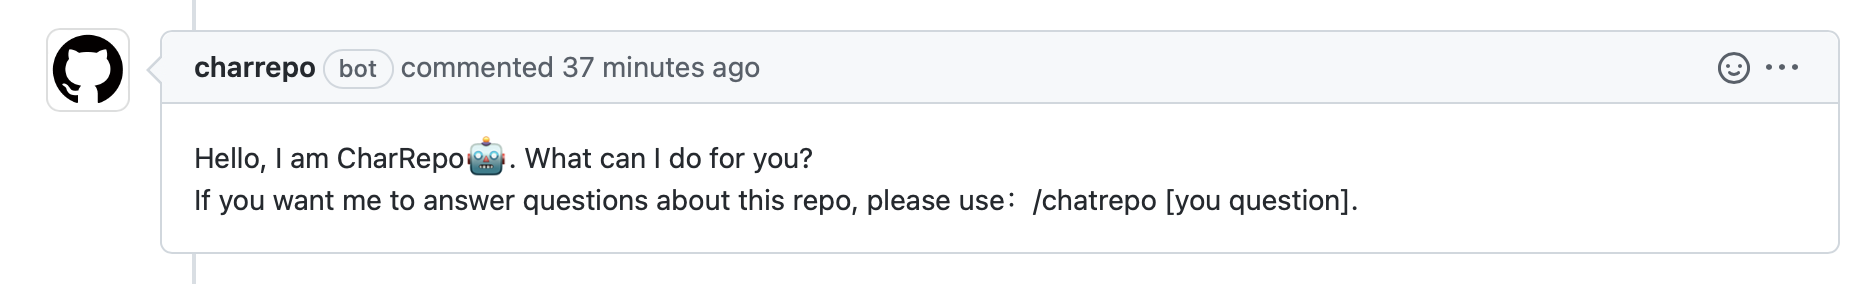 charrepo bot commented 37 minutes ago
Hello, I am CharRepo🤖. What can I do for you?
If you want me to answer questions about this repo, please use：/chatrepo [you question].